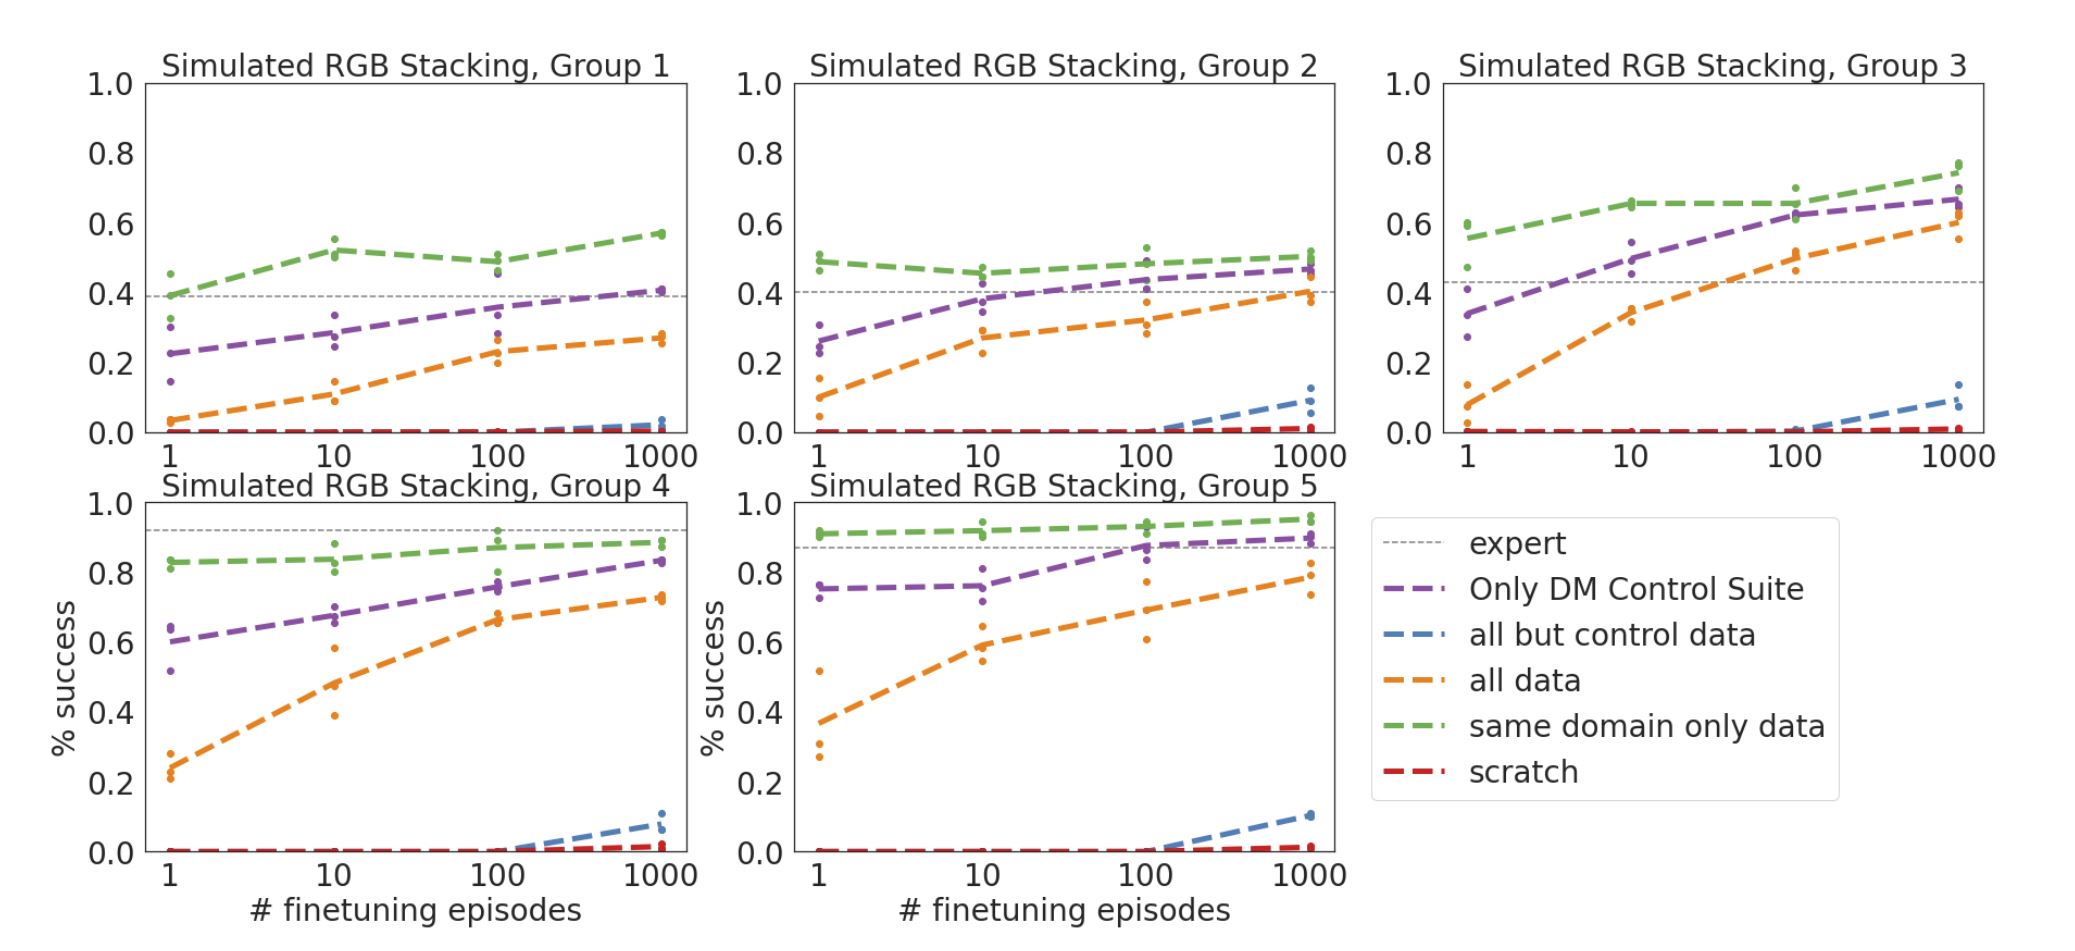 Simulated RGB Stacking, Group 1
1.0
0.8
0.6
0.4
0.2
0.0
1 10 100 1000
Simulated RGB Stacking, Group 2
1.0
0.8
0.6
0.4
0.2
0.0
1 10 100 1000
Simulated RGB Stacking, Group 3
1.0
0.8
0.6
0.4
0.2
0.0
1 10 100 1000
Simulated RGB Stacking, Group 4
% success
1.0
0.8
0.6
0.4
0.2
0.0
1 10 100 1000
# finetuning episodes
Simulated RGB Stacking, Group 5
% success
1.0
0.8
0.6
0.4
0.2
0.0
1 10 100 1000
# finetuning episodes
expert
Only DM Control Suite
all but control data
all data
same domain only data
scratch